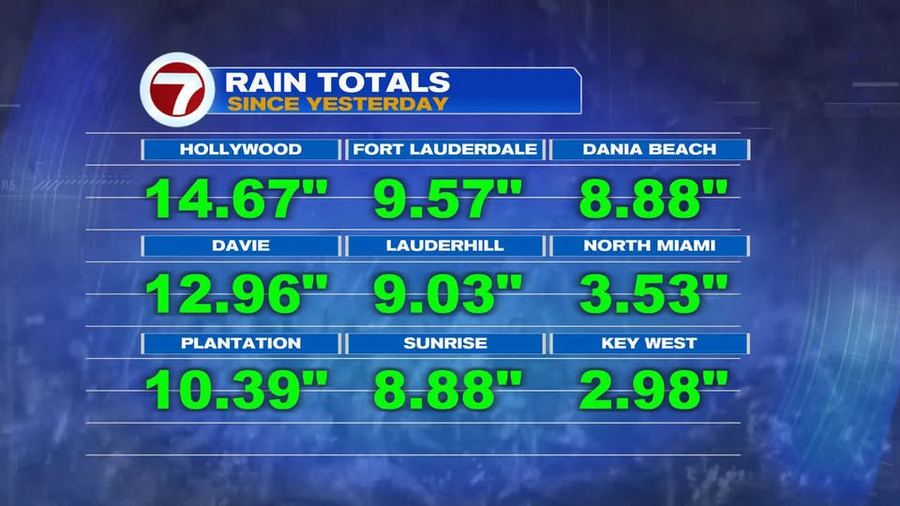 7
RAIN TOTALS
SINCE YESTERDAY
HOLLYWOOD FORT LAUDERDALE DANIA BEACH
14.67" 9.57" 8.88"
DAVIE LAUDERHILL NORTH MIAMI
12.96" 9.03" 3.53"
PLANTATION SUNRISE KEY WEST
10.39" 8.88" 2.98"